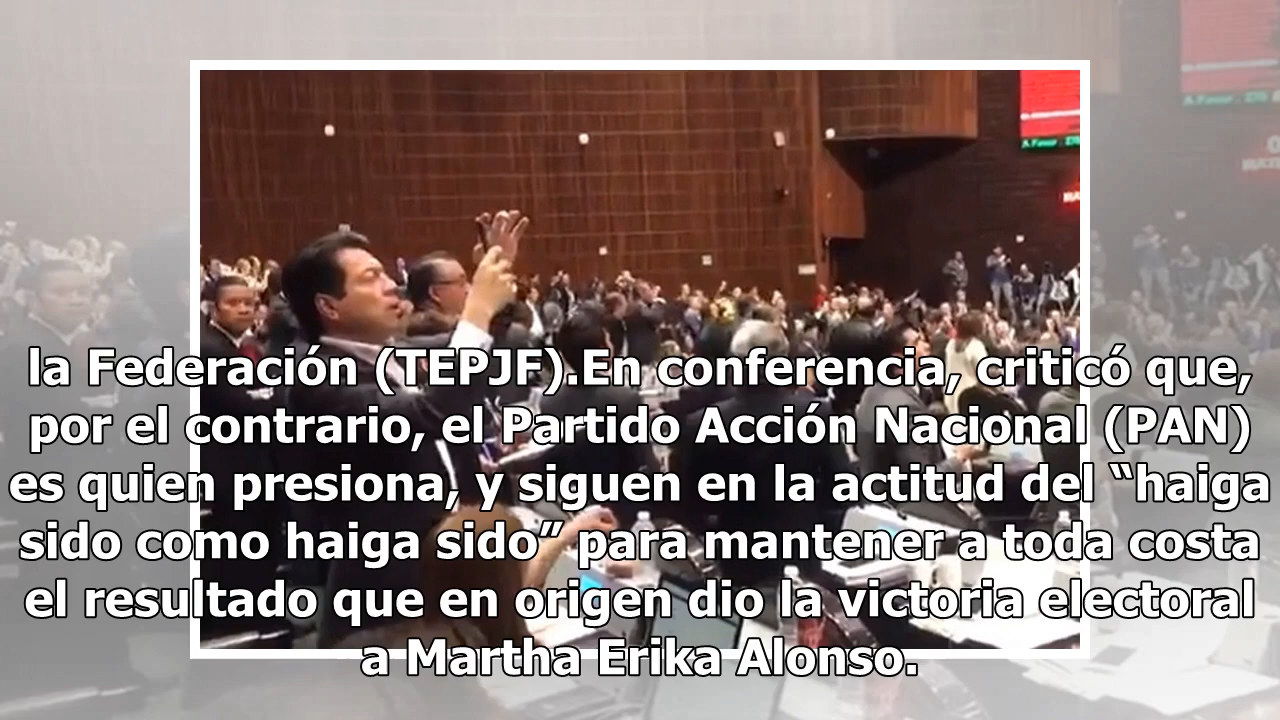 la Federación (TEPJF).En conferencia, criticó que,
por el contrario, el Partido Acción Nacional (PAN)
es quien presiona, y siguen en la actitud del “haiga
sido como haiga sido” para mantener a toda costa
el resultado que en origen dio la victoria electoral
a Martha Erika Alonso.